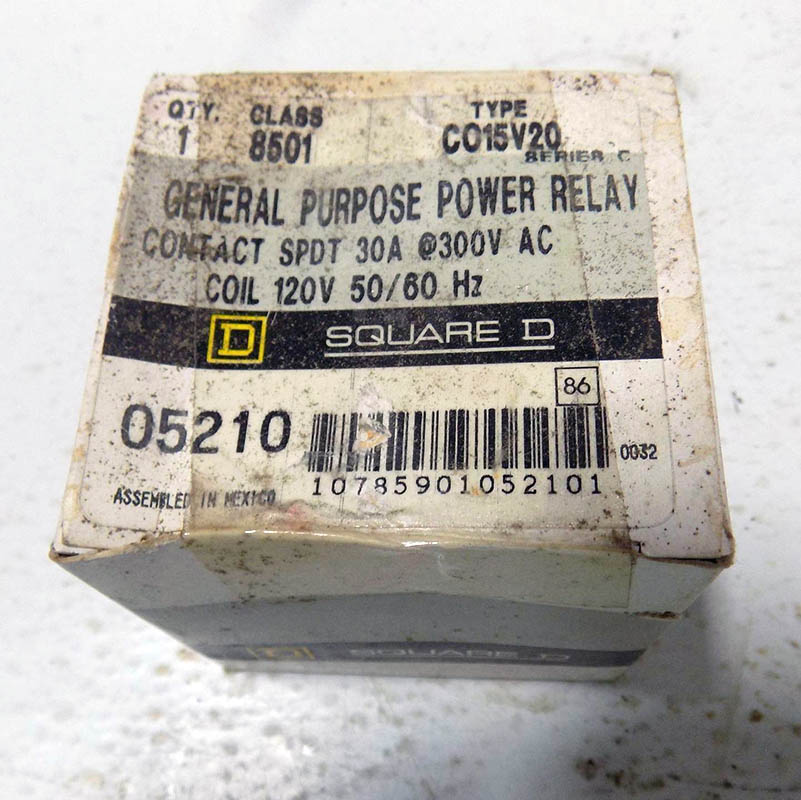 QTY. CLASS TYPE
1 8501 CO15V20
SERIES C
GENERAL PURPOSE POWER RELAY
CONTACT SPDT 30A @300V AC
COIL 120V 50/60 Hz
D SQUARE D
86
05210
0032
10785901052101
ASSEMBLED IN MEXICO
D SQUARE D